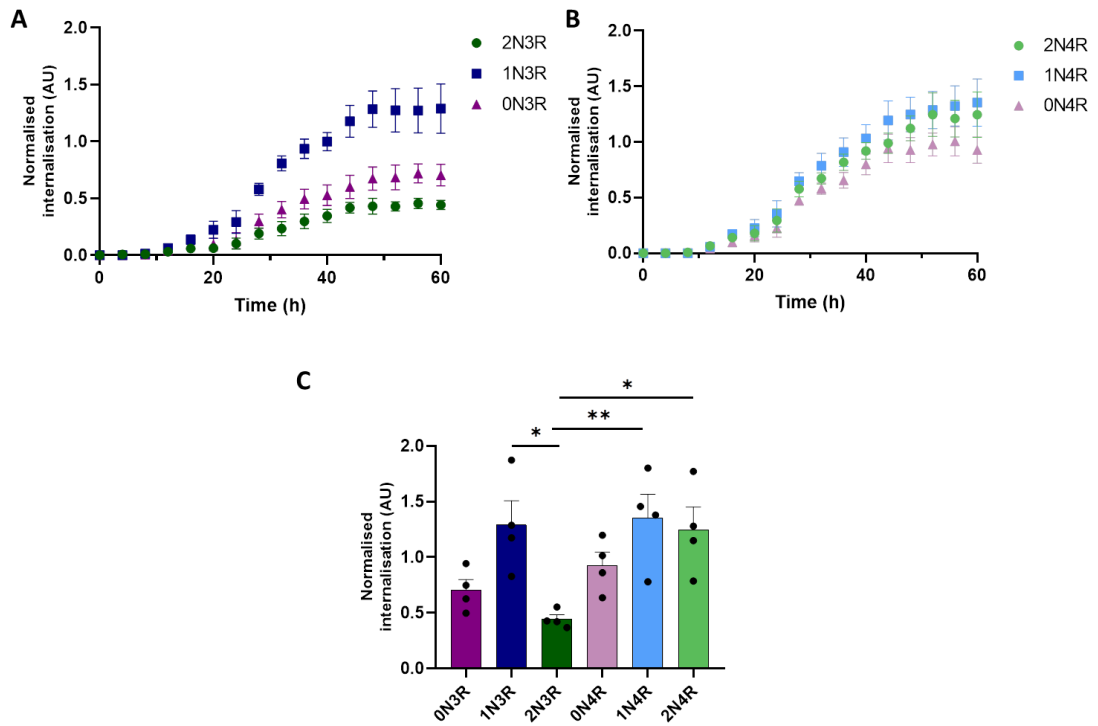 A
2.0
1.5
1.0
0.5
0.0
0
20
40
60
Normalised
internalisation (AU)
Time (h)
2N3R
1N3R
0N3R
B
2.0
1.5
1.0
0.5
0.0
0
20
40
60
Normalised
internalisation (AU)
Time (h)
2N4R
1N4R
0N4R
C
*
**
*
2.0
1.5
1.0
0.5
0.0
Normalised
internalisation (AU)
0N3R
1N3R
2N3R
0N4R
1N4R
2N4R